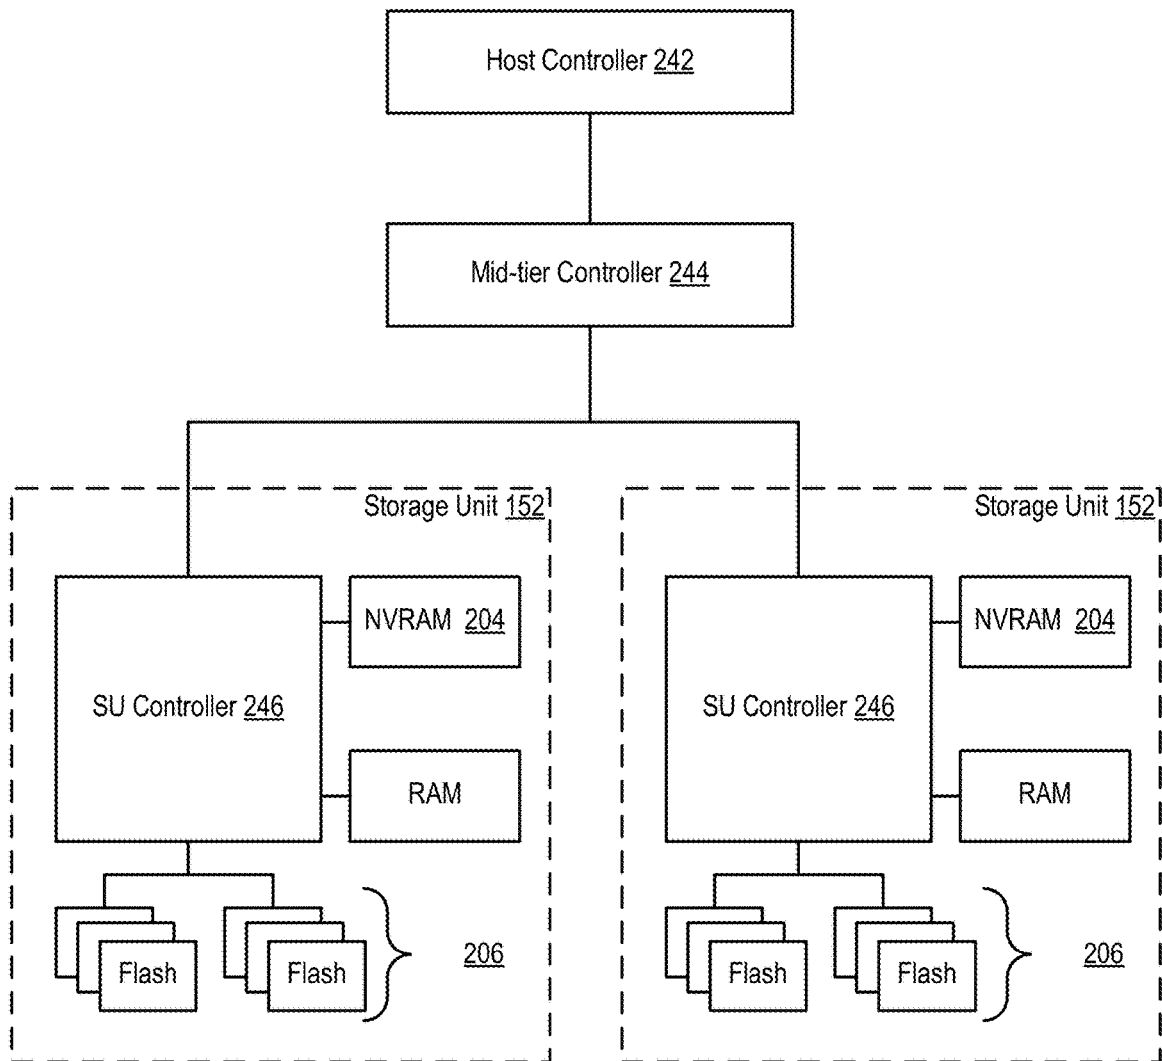 Host Controller 242
Mid-tier Controller 244
Storage Unit 152
Storage Unit 152
NVRAM 204
NVRAM 204
SU Controller 246
SU Controller 246
RAM
RAM
Flash
Flash
206
Flash
Flash
206